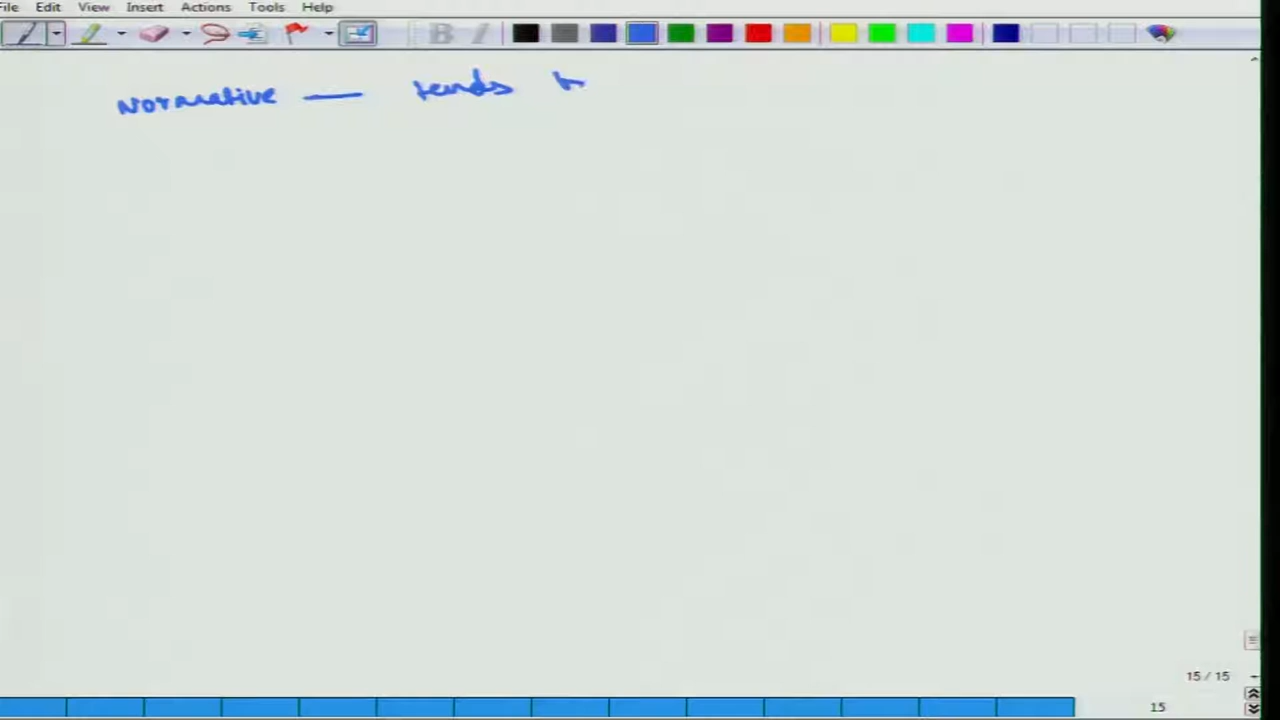 File Edit View Insert Actions Tools Help
B I
Normative — tends
15 / 15
15